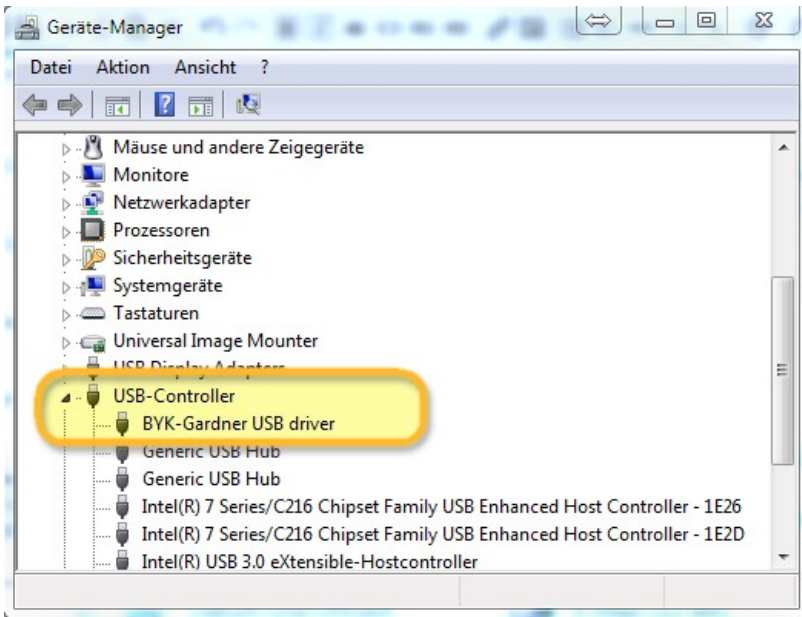 Geräte-Manager
Datei Aktion Ansicht ?
Mäuse und andere Zeigegeräte
Monitore
Netzwerkadapter
Prozessoren
Sicherheitsgeräte
Systemgeräte
Tastaturen
Universal Image Mounter
USB Display Adapters
USB-Controller
BYK-Gardner USB driver
Generic USB Hub
Generic USB Hub
Intel(R) 7 Series/C216 Chipset Family USB Enhanced Host Controller - 1E26
Intel(R) 7 Series/C216 Chipset Family USB Enhanced Host Controller - 1E2D
Intel(R) USB 3.0 eXtensible-Hostcontroller